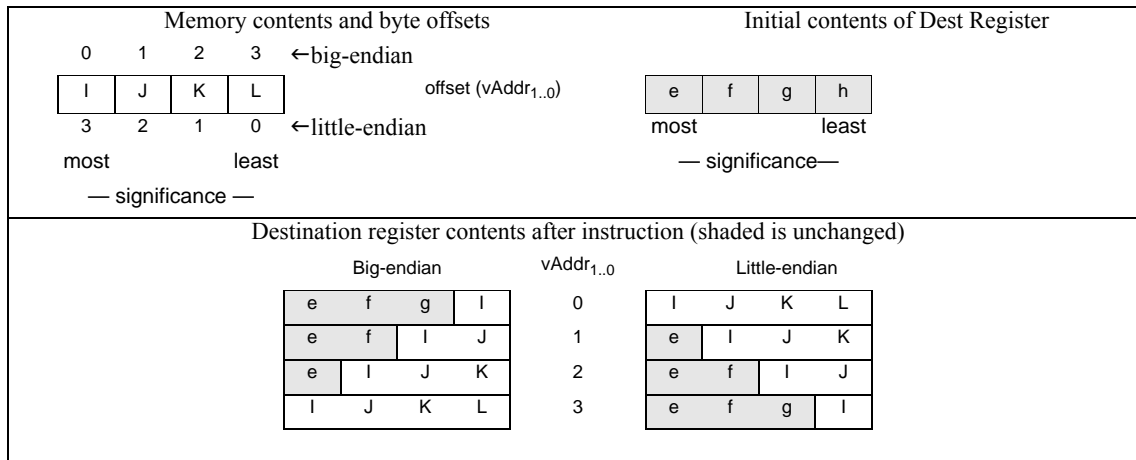 Memory contents and byte offsets
Initial contents of Dest Register
0 1 2 3 ←big-endian
I J K L
offset (vAddr1..0)
e f g h
3 2 1 0 ←little-endian
most least
most least
— significance —
— significance—
Destination register contents after instruction (shaded is unchanged)
Big-endian vAddr1..0 Little-endian
e f g I 0 I J K L
e f I J 1 e I J K
e I J K 2 e f I J
I J K L 3 e f g I